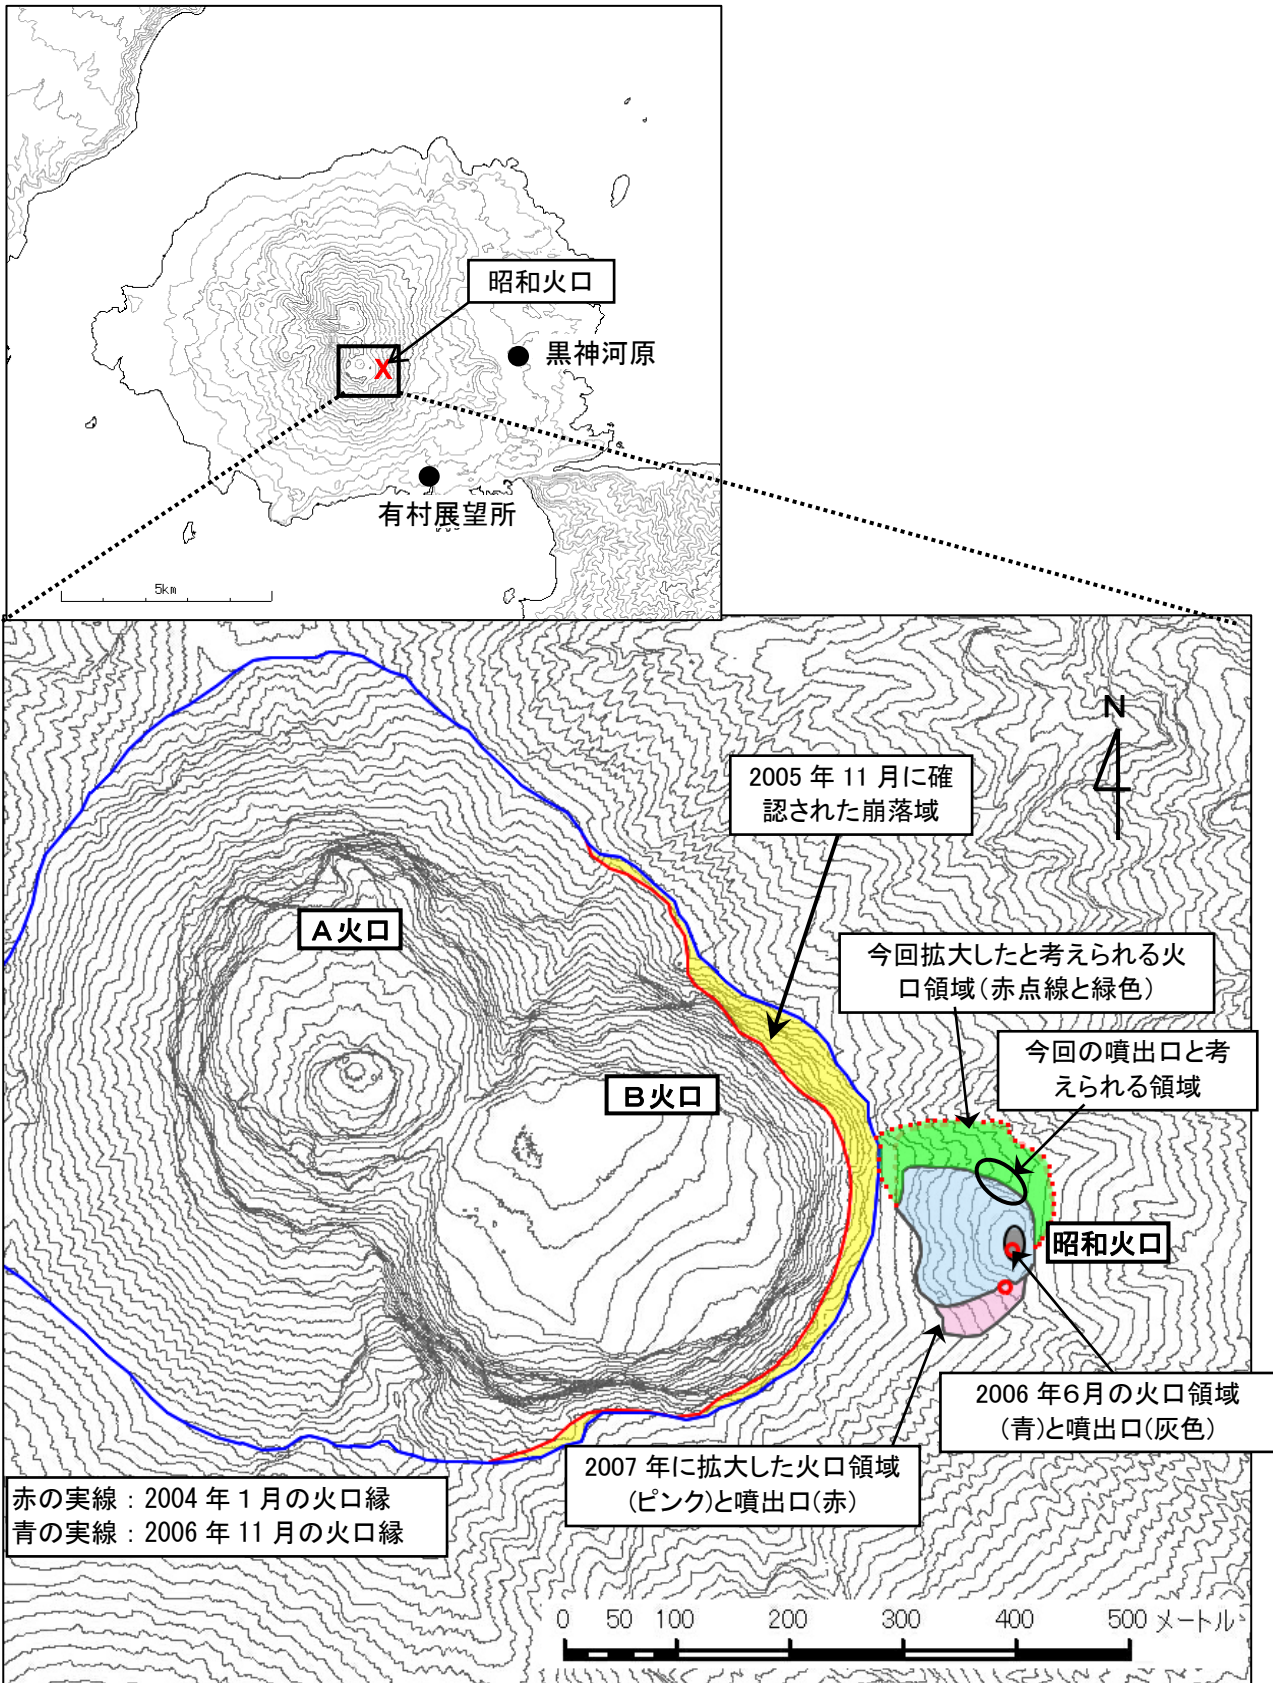 昭和火口
黒神河原
有村展望所
5km
N
2005 年 11 月に確
認された崩落域
A火口
今回拡大したと考えられる火
口領域(赤点線と緑色)
今回の噴出口と考
えられる領域
B火口
昭和火口
2006 年6月の火口領域
(青)と噴出口(灰色)
2007 年に拡大した火口領域
(ピンク)と噴出口(赤)
赤の実線：2004 年 1 月の火口縁
青の実線：2006 年 11 月の火口縁
0 50 100 200 300 400 500 メートル